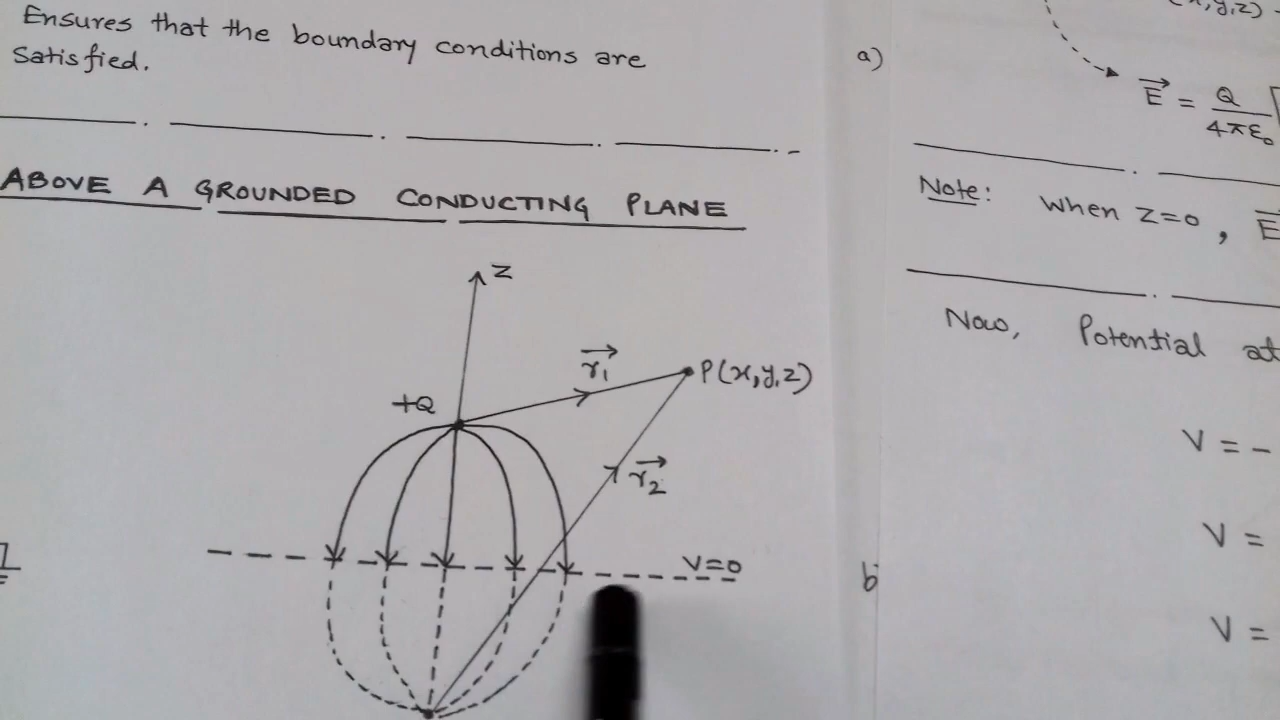 Ensures that the boundary conditions are
Satisfied.
ABOVE A GROUNDED CONDUCTING PLANE
Z
r₁
P(x,y,z)
+Q
r₂
V=0
(x,y,z)
a)
E = Q / 4πε₀ [
Note: When z=0, E
Now, Potential at
V = -
V =
b
V =